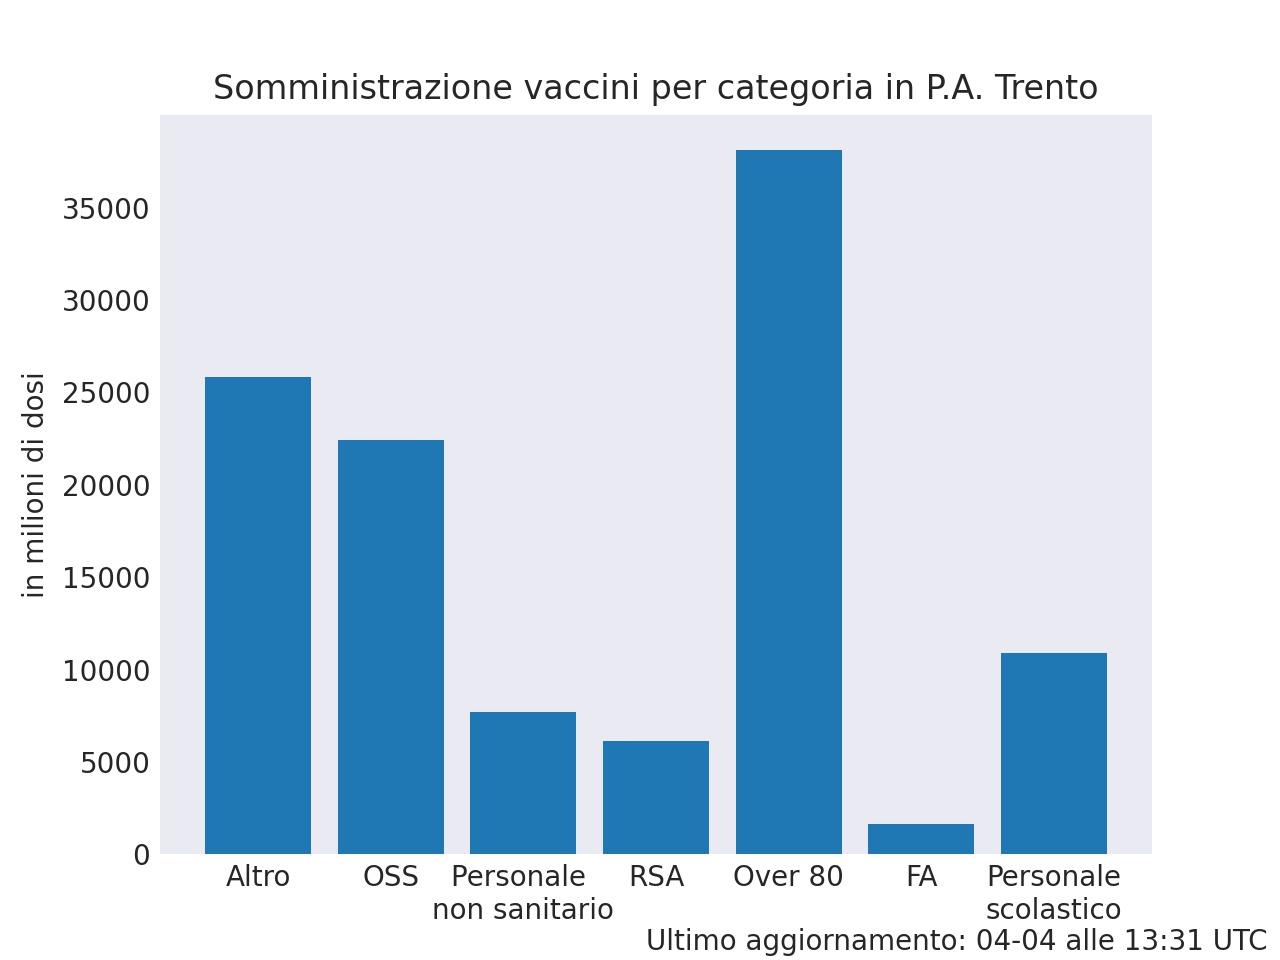 Somministrazione vaccini per categoria in P.A. Trento
in milioni di dosi
35000
30000
25000
20000
15000
10000
5000
0
Altro OSS Personale non sanitario RSA Over 80 FA Personale scolastico
Ultimo aggiornamento: 04-04 alle 13:31 UTC